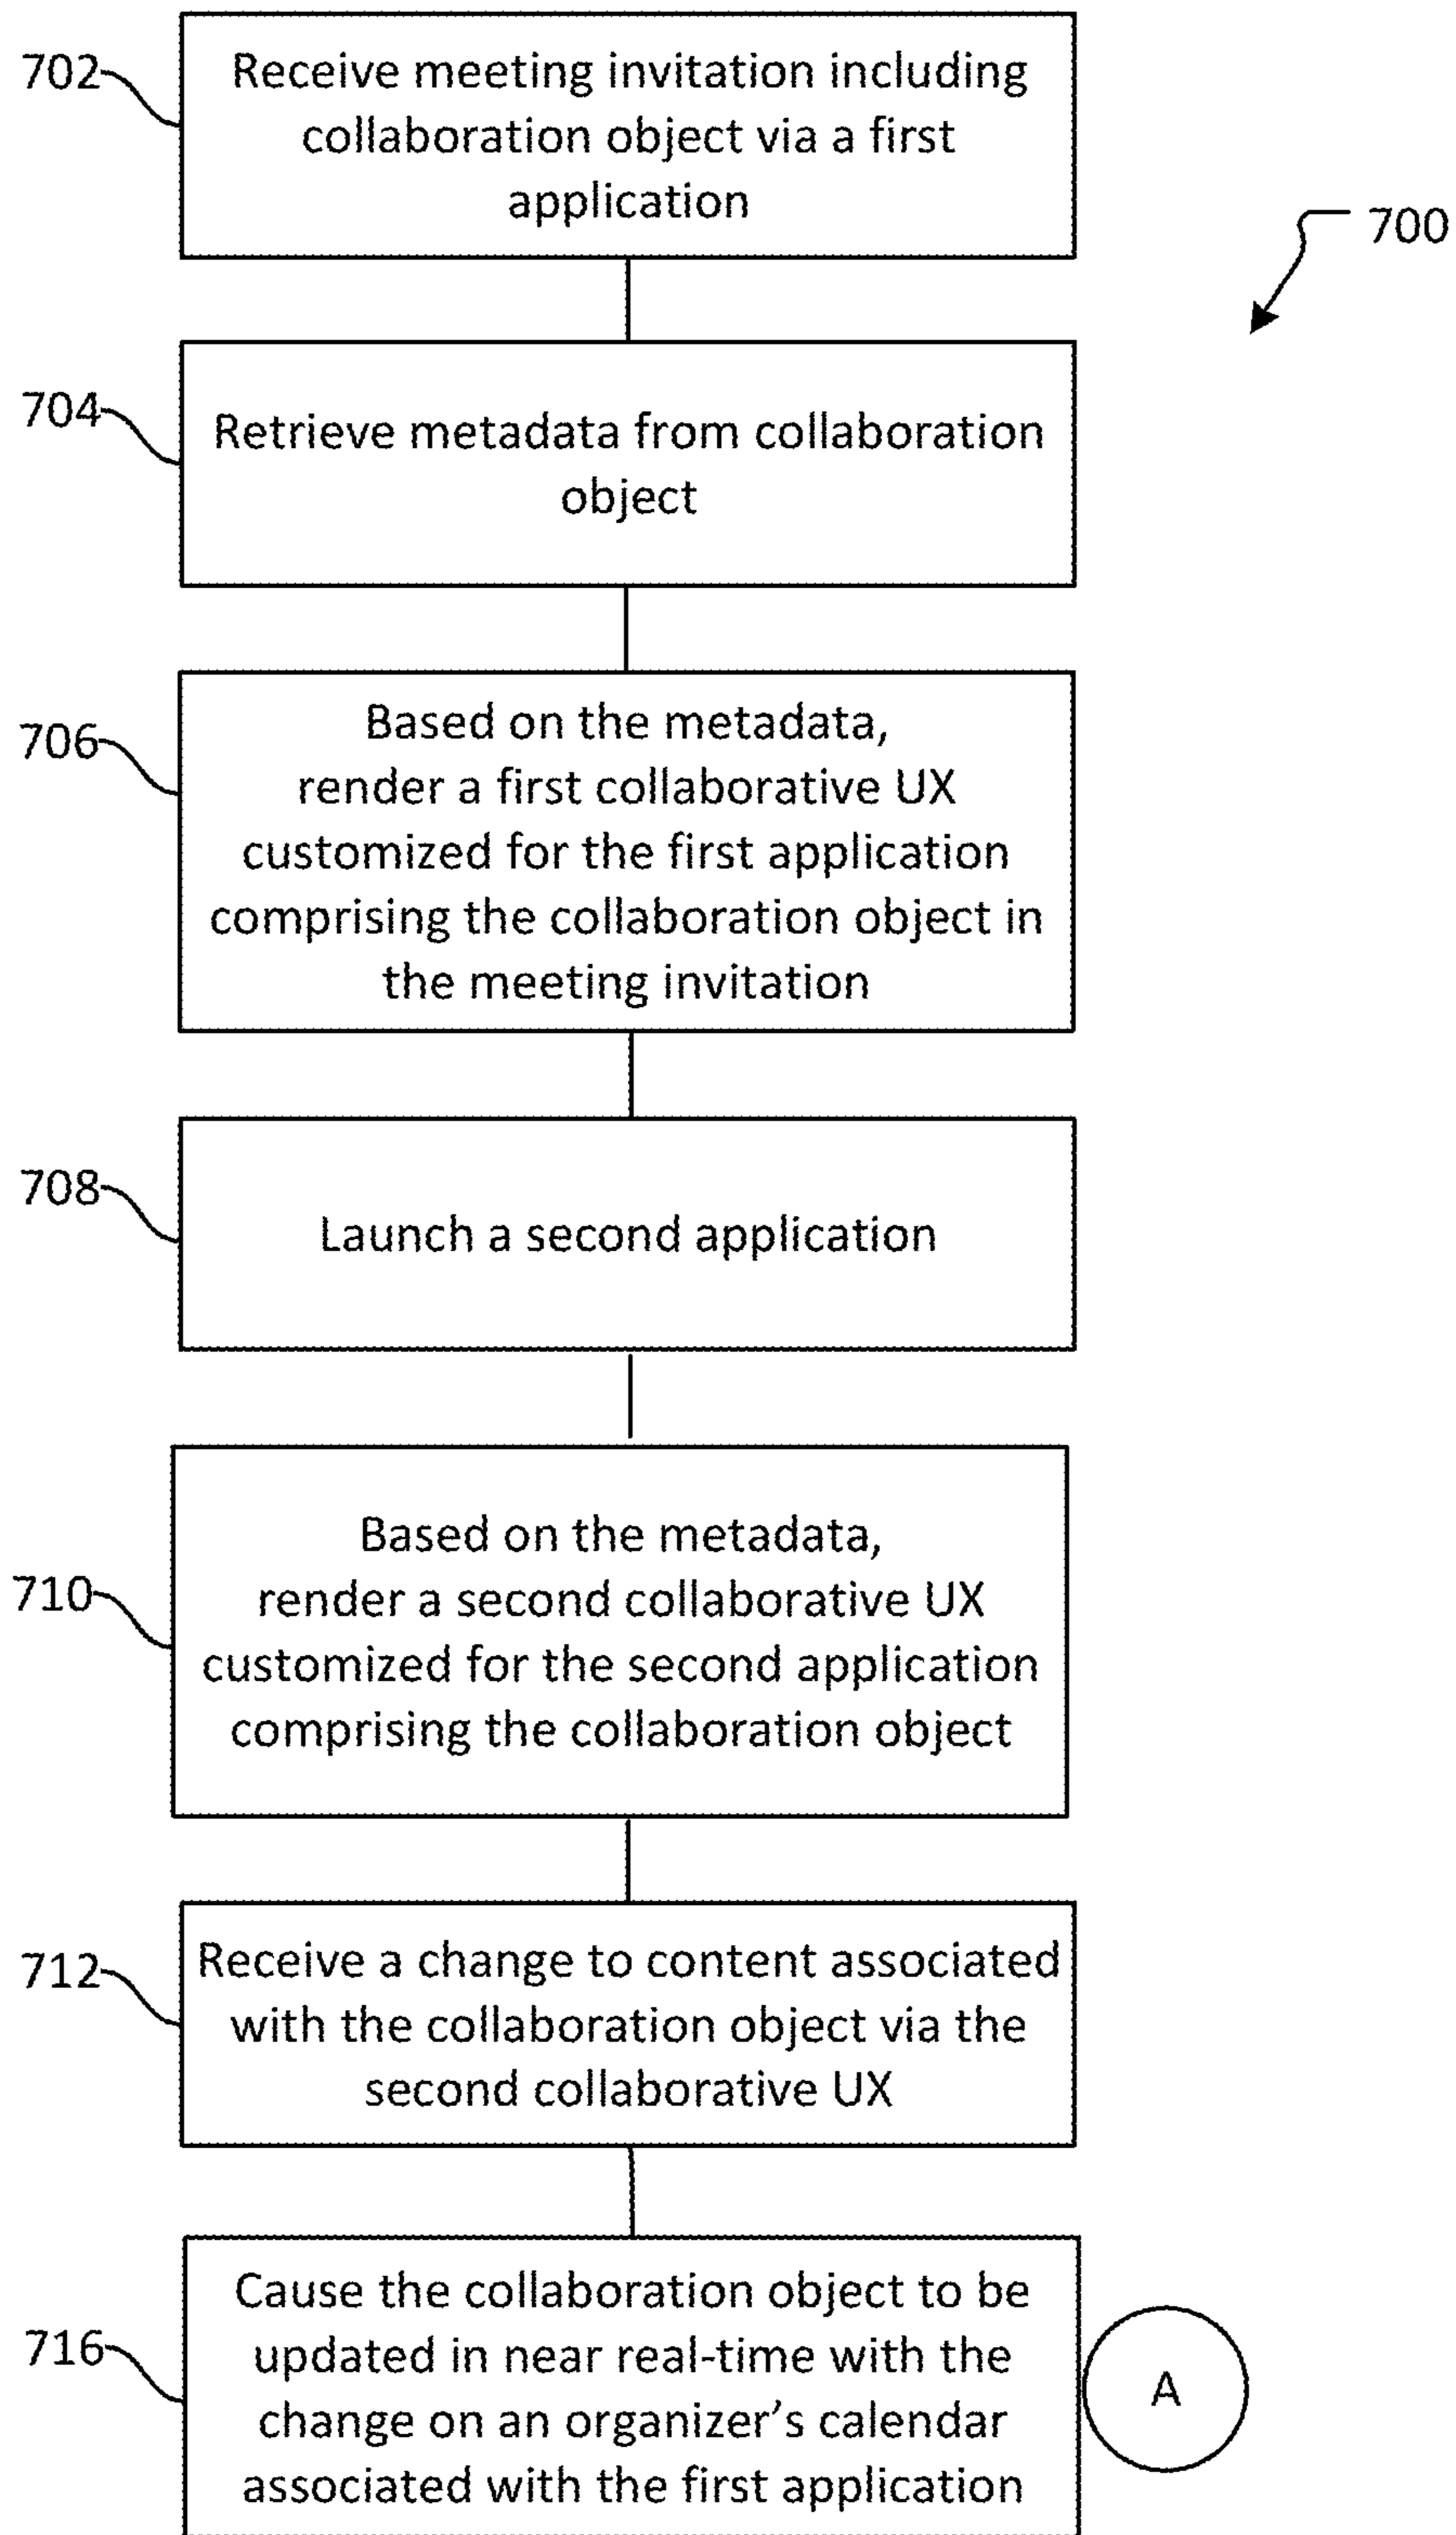 702
Receive meeting invitation including
collaboration object via a first
application
700
704
Retrieve metadata from collaboration
object
706
Based on the metadata,
render a first collaborative UX
customized for the first application
comprising the collaboration object in
the meeting invitation
708
Launch a second application
710
Based on the metadata,
render a second collaborative UX
customized for the second application
comprising the collaboration object
712
Receive a change to content associated
with the collaboration object via the
second collaborative UX
716
Cause the collaboration object to be
updated in near real-time with the
change on an organizer’s calendar
associated with the first application
A